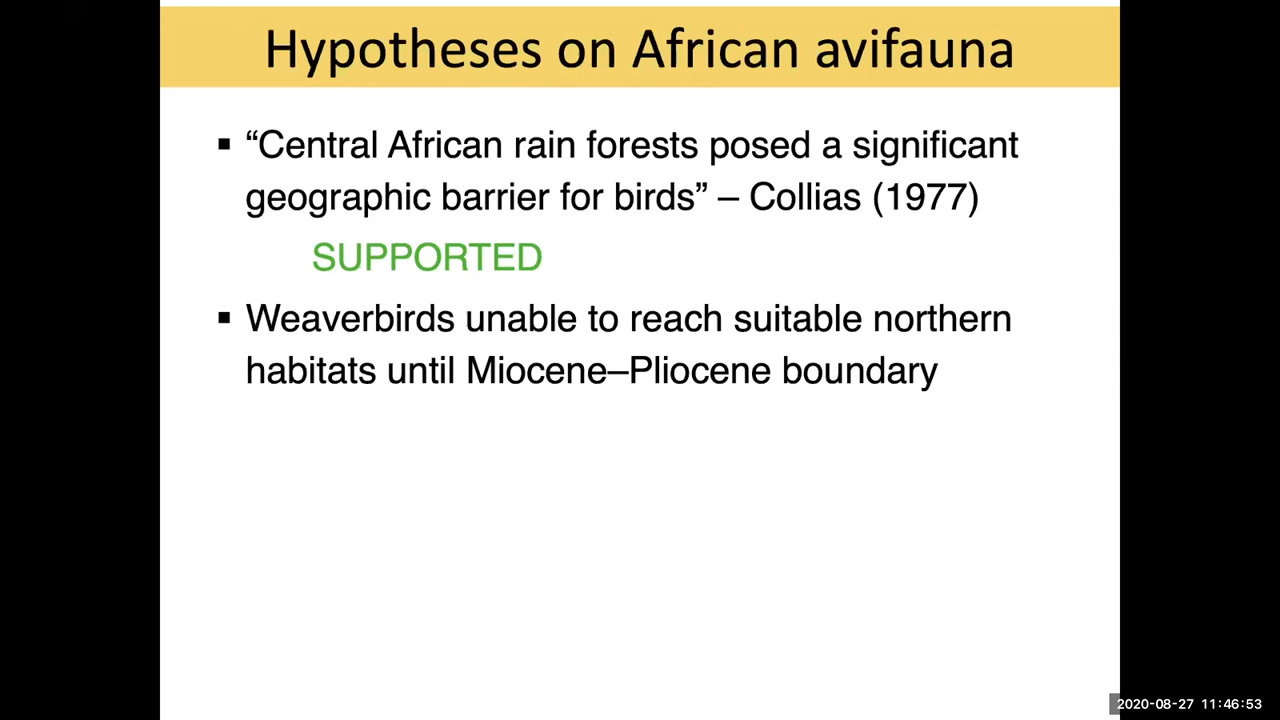 Hypotheses on African avifauna
▪ “Central African rain forests posed a significant
geographic barrier for birds” – Collias (1977)
SUPPORTED
▪ Weaverbirds unable to reach suitable northern
habitats until Miocene–Pliocene boundary
2020-08-27 11:46:53